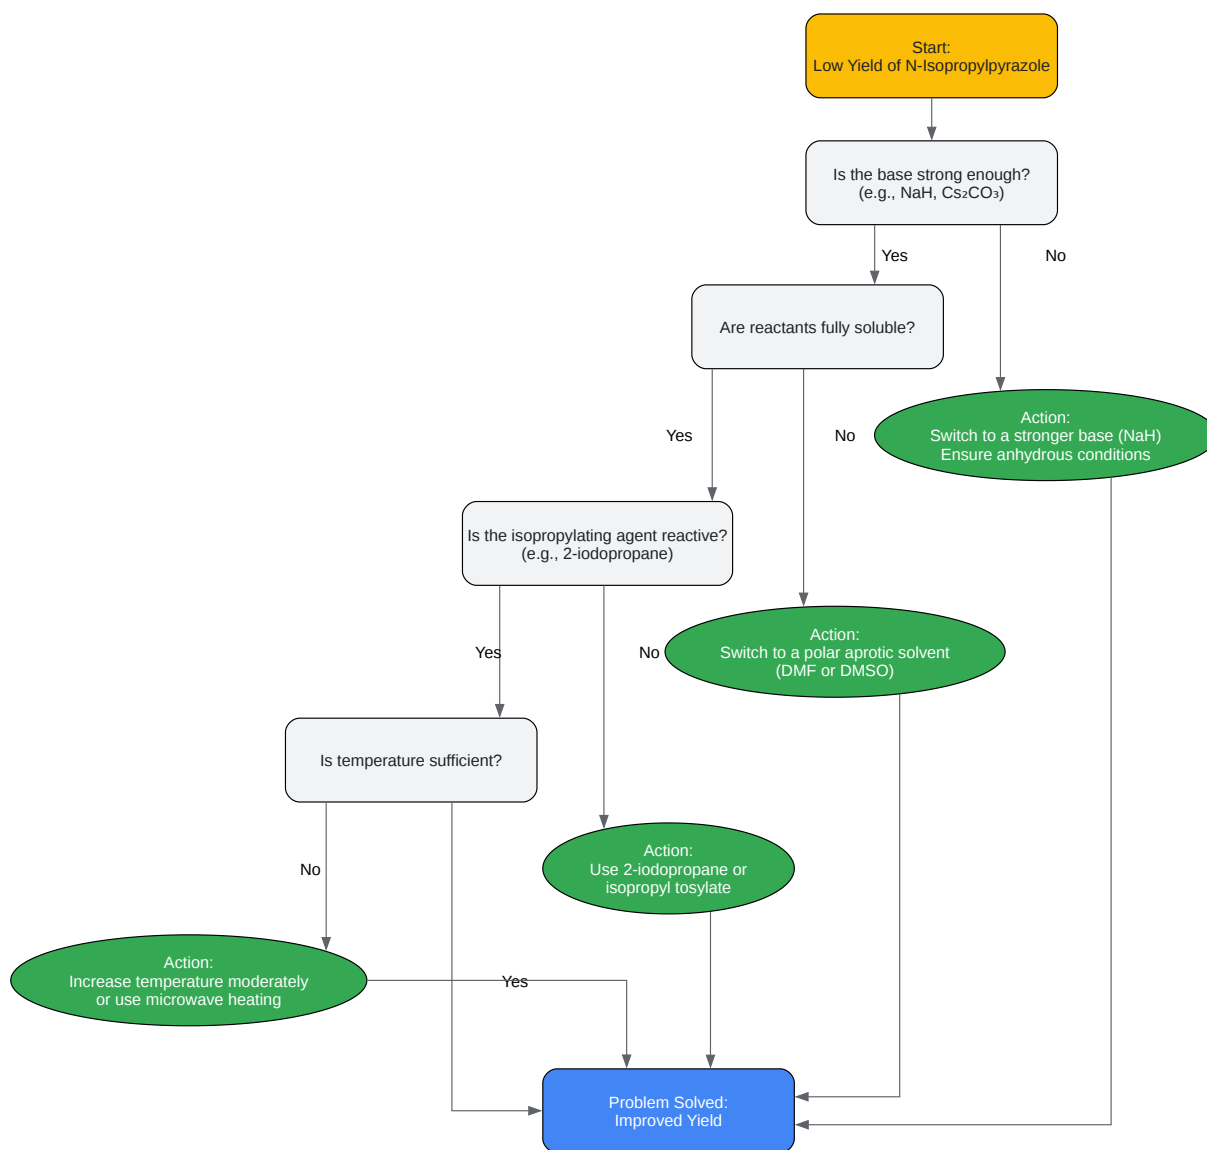 Start:
Low Yield of N-Isopropylpyrazole
Is the base strong enough?
(e.g., NaH, Cs₂CO₃)
Yes
No
Are reactants fully soluble?
Action:
Switch to a stronger base (NaH)
Ensure anhydrous conditions
Yes
No
Is the isopropylating agent reactive?
(e.g., 2-iodopropane)
Action:
Switch to a polar aprotic solvent
(DMF or DMSO)
Yes
No
Is temperature sufficient?
Action:
Use 2-iodopropane or
isopropyl tosylate
No
Action:
Increase temperature moderately
or use microwave heating
Yes
Problem Solved:
Improved Yield